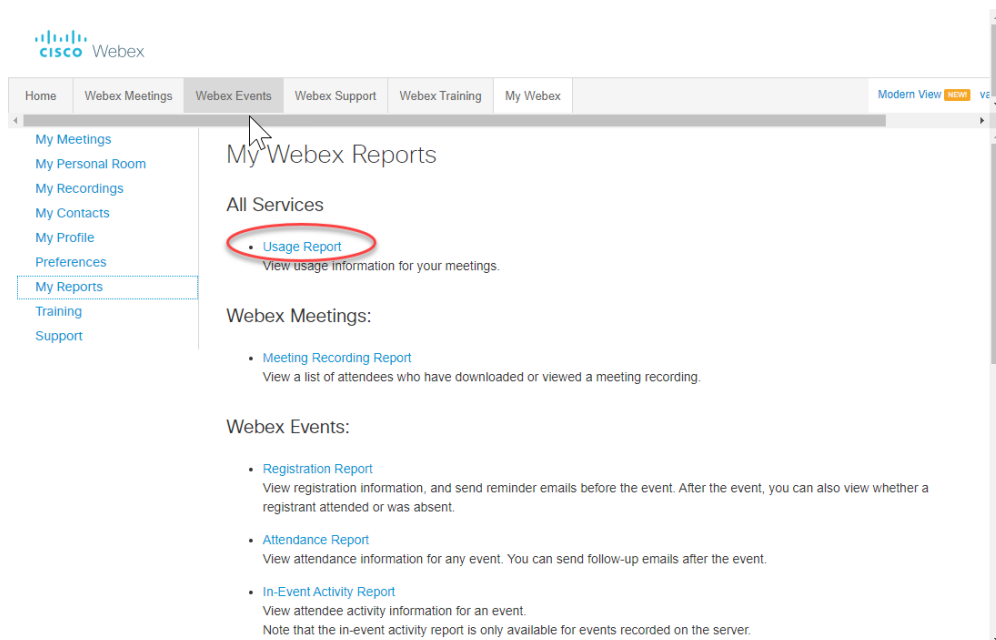 cisco Webex
Home Webex Meetings Webex Events Webex Support Webex Training My Webex Modern View NEW! va
My Meetings
My Personal Room
My Recordings
My Contacts
My Profile
Preferences
My Reports
Training
Support
My Webex Reports
All Services
• Usage Report
View usage information for your meetings.
Webex Meetings:
• Meeting Recording Report
View a list of attendees who have downloaded or viewed a meeting recording.
Webex Events:
• Registration Report
View registration information, and send reminder emails before the event. After the event, you can also view whether a
registrant attended or was absent.
• Attendance Report
View attendance information for any event. You can send follow-up emails after the event.
• In-Event Activity Report
View attendee activity information for an event.
Note that the in-event activity report is only available for events recorded on the server.